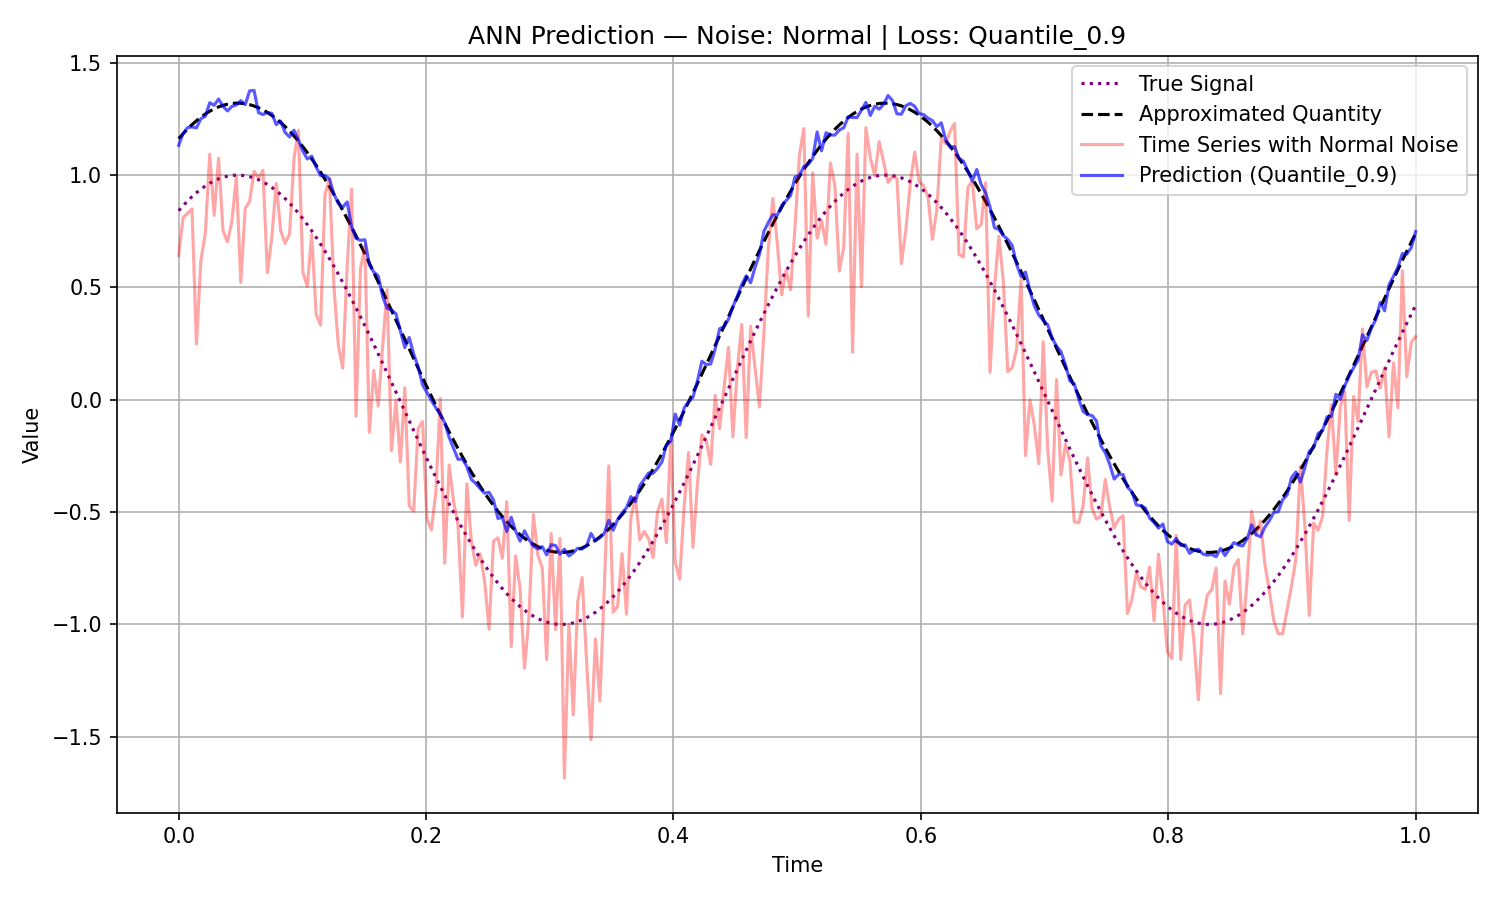 ANN Prediction — Noise: Normal | Loss: Quantile_0.9
True Signal
Approximated Quantity
Time Series with Normal Noise
Prediction (Quantile_0.9)
Value
1.5
1.0
0.5
0.0
−0.5
−1.0
−1.5
0.0 0.2 0.4 0.6 0.8 1.0
Time